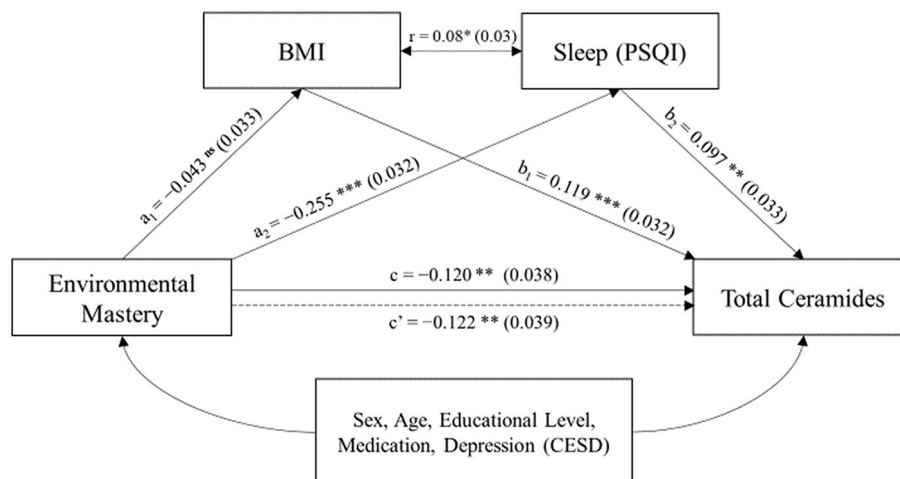 r = 0.08* (0.03)
BMI
Sleep (PSQI)
a₁ = −0.043 ⁿˢ (0.033)
a₂ = −0.255 *** (0.032)
b₁ = 0.119 *** (0.032)
b₂ = 0.097 ** (0.033)
Environmental
Mastery
c = −0.120 ** (0.038)
c’ = −0.122 ** (0.039)
Total Ceramides
Sex, Age, Educational Level,
Medication, Depression (CESD)